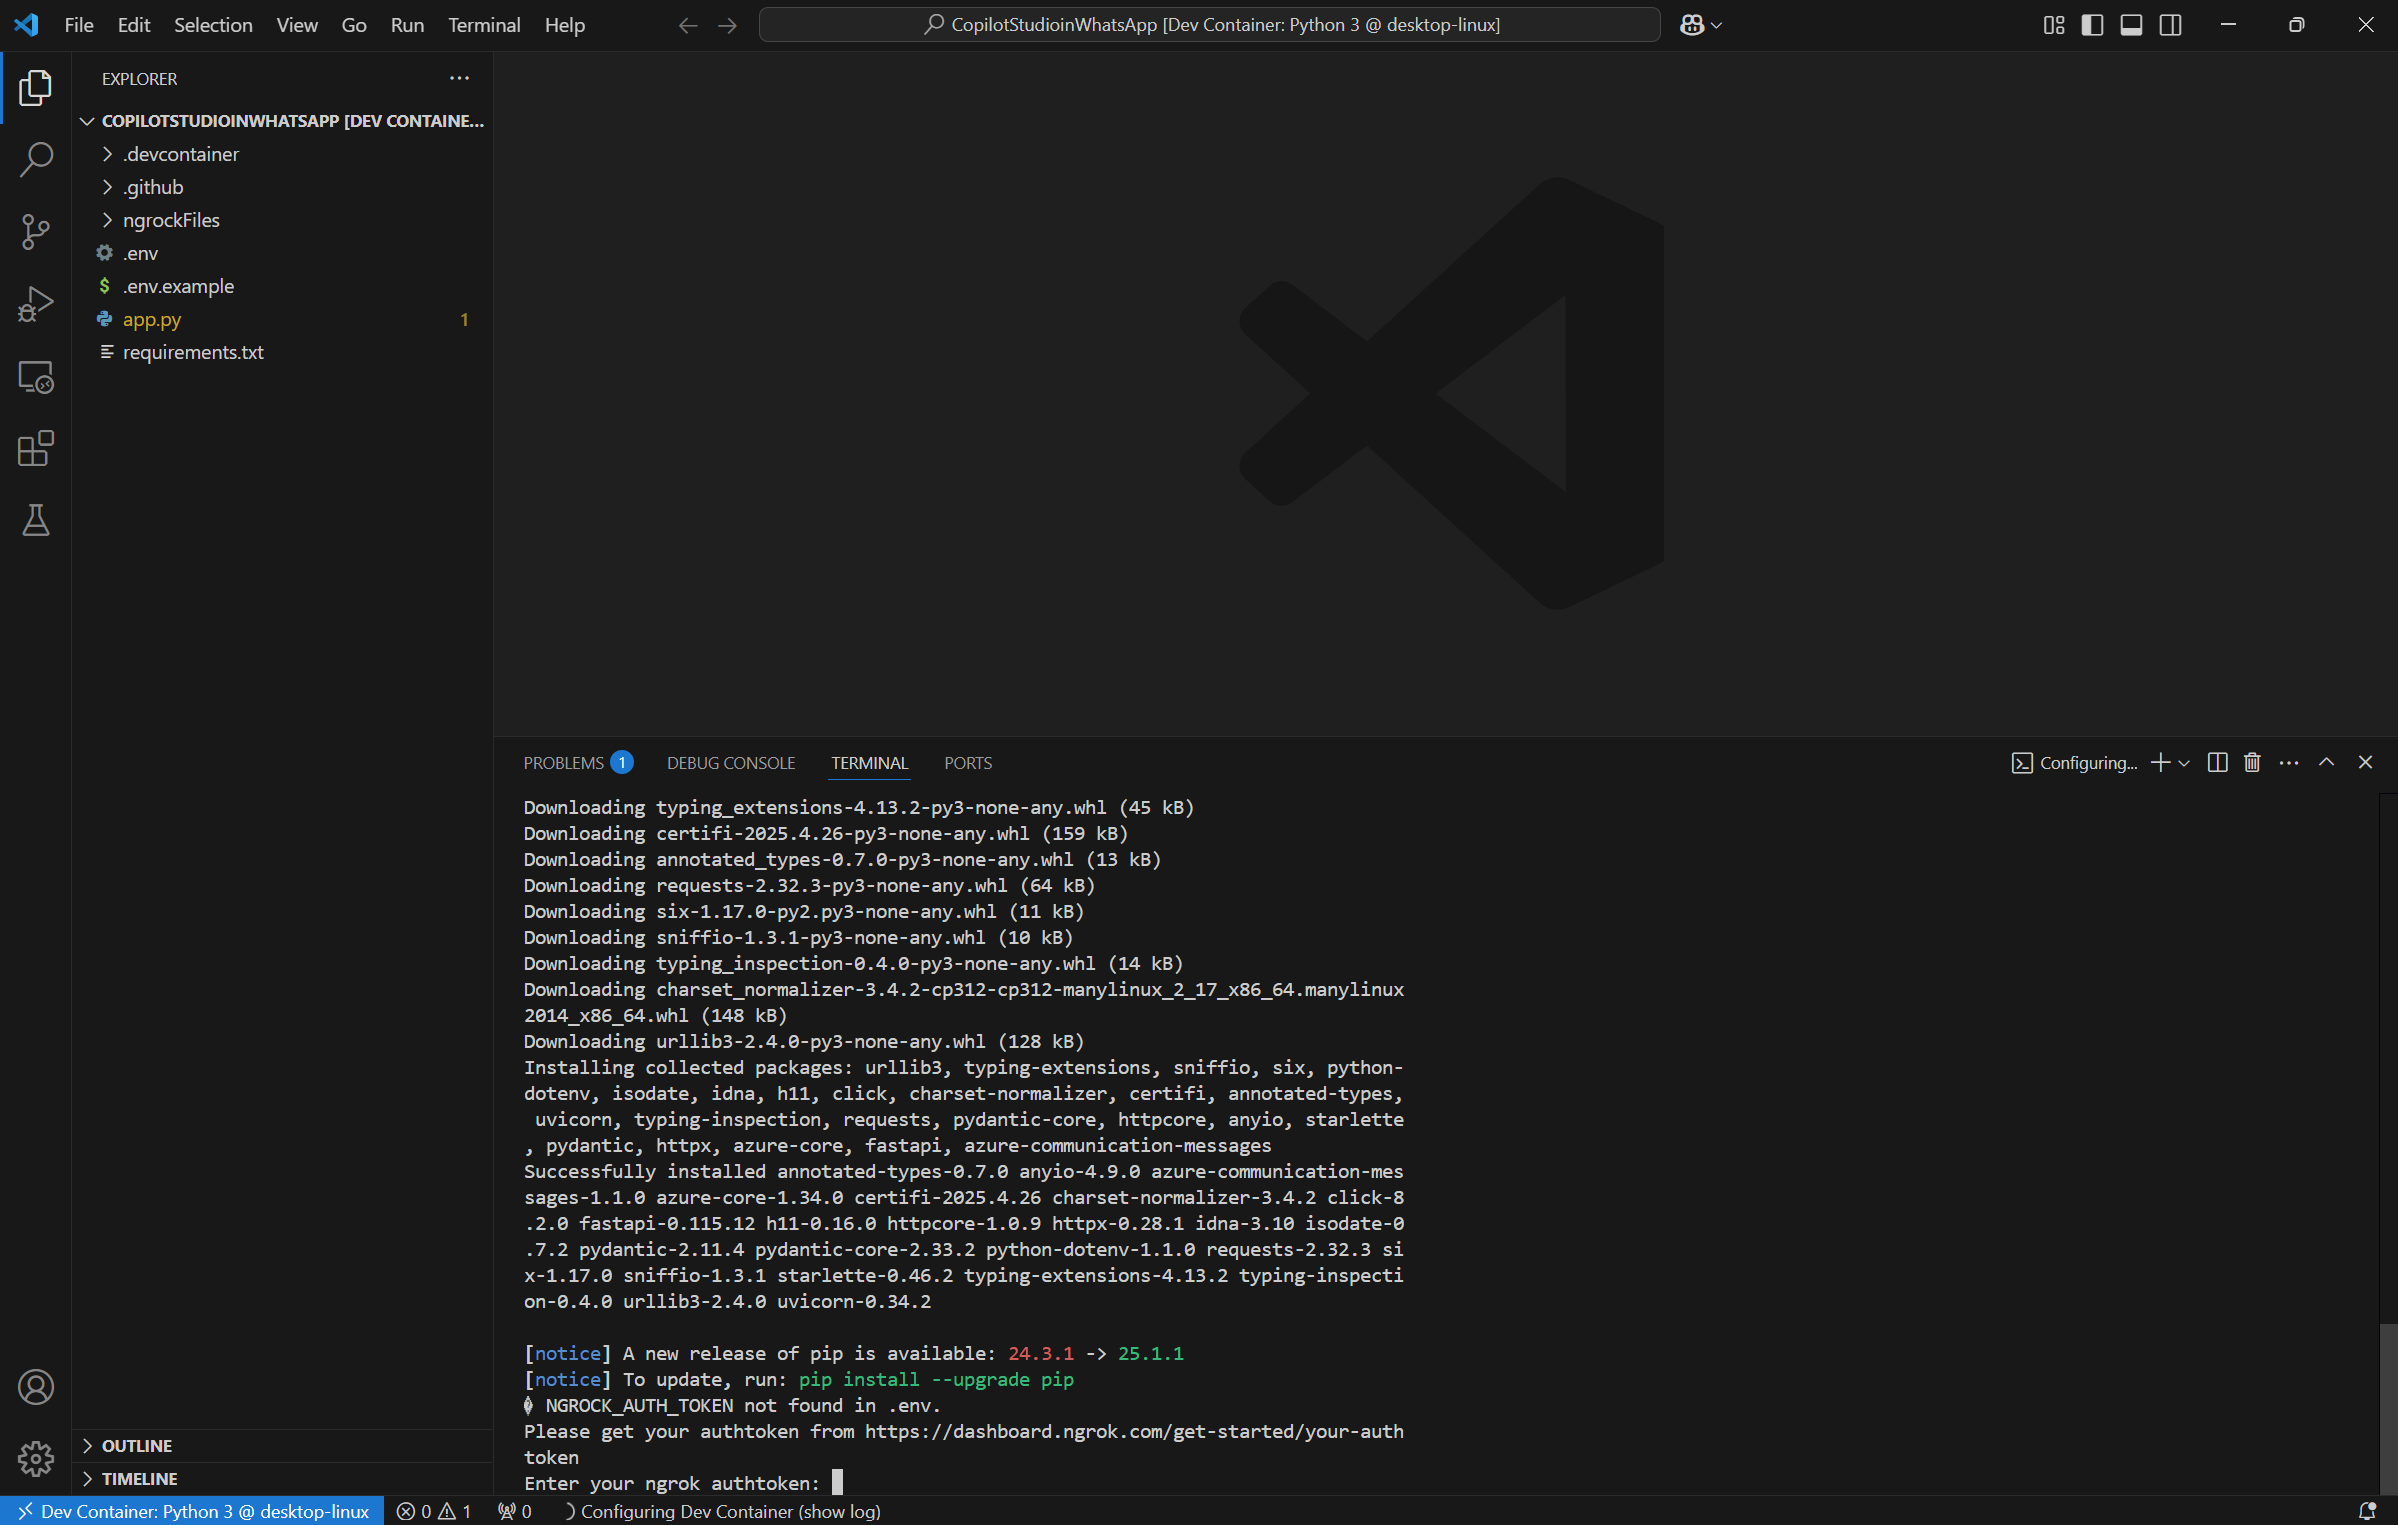 File Edit Selection View Go Run Terminal Help
CopilotStudioinWhatsApp [Dev Container: Python 3 @ desktop-linux]
EXPLORER
COPILOTSTUDIOINWHATSAPP [DEV CONTAINE...
.devcontainer
.github
ngrockFiles
.env
.env.example
app.py 1
requirements.txt
OUTLINE
TIMELINE
PROBLEMS 1 DEBUG CONSOLE TERMINAL PORTS
Configuring...
Downloading typing_extensions-4.13.2-py3-none-any.whl (45 kB)
Downloading certifi-2025.4.26-py3-none-any.whl (159 kB)
Downloading annotated_types-0.7.0-py3-none-any.whl (13 kB)
Downloading requests-2.32.3-py3-none-any.whl (64 kB)
Downloading six-1.17.0-py2.py3-none-any.whl (11 kB)
Downloading sniffio-1.3.1-py3-none-any.whl (10 kB)
Downloading typing_inspection-0.4.0-py3-none-any.whl (14 kB)
Downloading charset_normalizer-3.4.2-cp312-cp312-manylinux_2_17_x86_64.manylinux
2014_x86_64.whl (148 kB)
Downloading urllib3-2.4.0-py3-none-any.whl (128 kB)
Installing collected packages: urllib3, typing-extensions, sniffio, six, python-
dotenv, isodate, idna, h11, click, charset-normalizer, certifi, annotated-types,
uvicorn, typing-inspection, requests, pydantic-core, httpcore, anyio, starlette
, pydantic, httpx, azure-core, fastapi, azure-communication-messages
Successfully installed annotated-types-0.7.0 anyio-4.9.0 azure-communication-mes
sages-1.1.0 azure-core-1.34.0 certifi-2025.4.26 charset-normalizer-3.4.2 click-8
.2.0 fastapi-0.115.12 h11-0.16.0 httpcore-1.0.9 httpx-0.28.1 idna-3.10 isodate-0
.7.2 pydantic-2.11.4 pydantic-core-2.33.2 python-dotenv-1.1.0 requests-2.32.3 si
x-1.17.0 sniffio-1.3.1 starlette-0.46.2 typing-extensions-4.13.2 typing-inspecti
on-0.4.0 urllib3-2.4.0 uvicorn-0.34.2
[notice] A new release of pip is available: 24.3.1 -> 25.1.1
[notice] To update, run: pip install --upgrade pip
NGROCK_AUTH_TOKEN not found in .env.
Please get your authtoken from https://dashboard.ngrok.com/get-started/your-auth
token
Enter your ngrok authtoken:
Dev Container: Python 3 @ desktop-linux 0 1 0 Configuring Dev Container (show log)